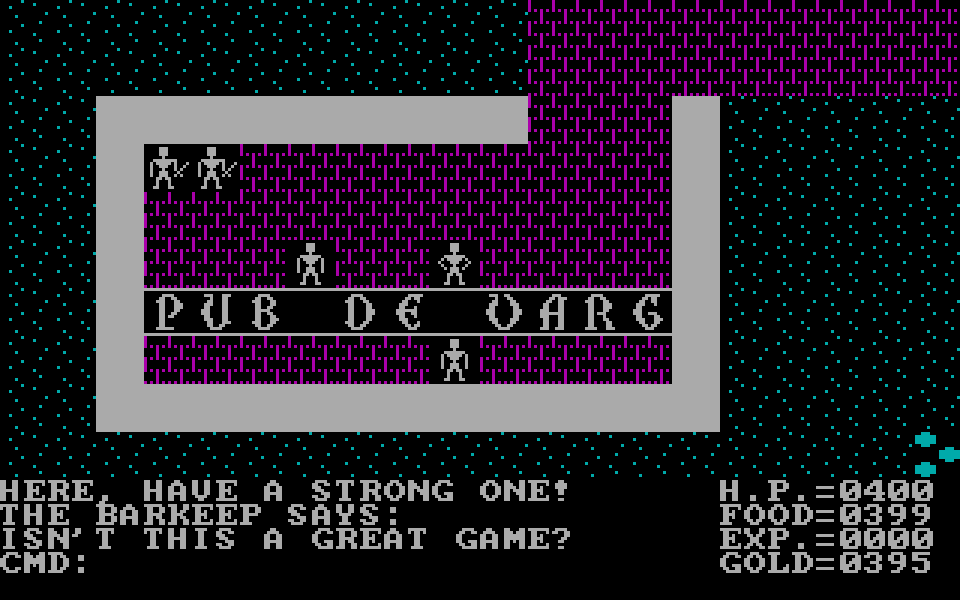 PUB DE VARG
HERE, HAVE A STRONG ONE! H.P.=0400
THE BARKEEP SAYS: FOOD=0399
ISN'T THIS A GREAT GAME? EXP.=0000
CMD: GOLD=0395